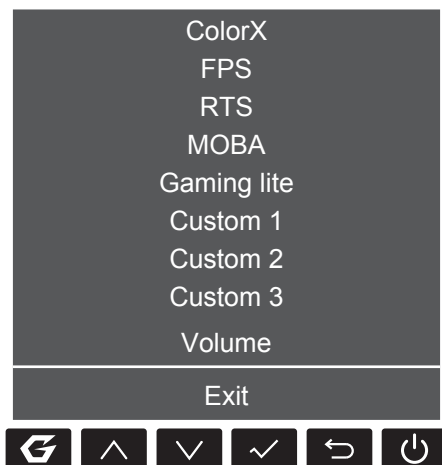 ColorX
FPS
RTS
MOBA
Gaming lite
Custom 1
Custom 2
Custom 3
Volume
Exit